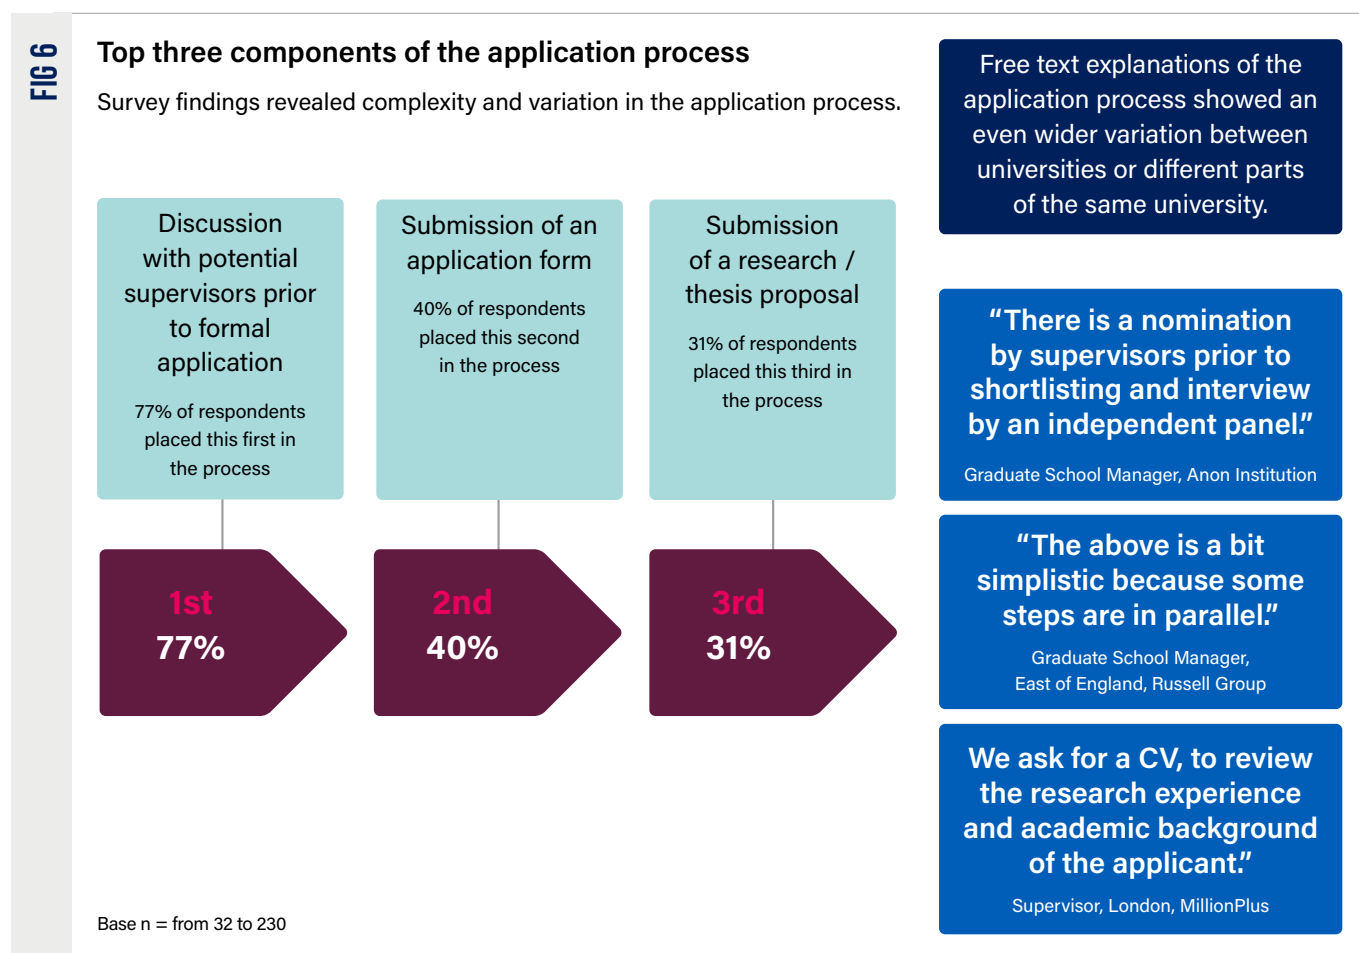 FIG 6
Top three components of the application process
Survey findings revealed complexity and variation in the application process.
Discussion
with potential
supervisors prior
to formal
application
77% of respondents
placed this first in
the process
Submission of an
application form
40% of respondents
placed this second
in the process
Submission
of a research /
thesis proposal
31% of respondents
placed this third in
the process
1st
77%
2nd
40%
3rd
31%
Base n = from 32 to 230
Free text explanations of the
application process showed an
even wider variation between
universities or different parts
of the same university.
“There is a nomination
by supervisors prior to
shortlisting and interview
by an independent panel.”
Graduate School Manager, Anon Institution
“The above is a bit
simplistic because some
steps are in parallel.”
Graduate School Manager,
East of England, Russell Group
We ask for a CV, to review
the research experience
and academic background
of the applicant.”
Supervisor, London, MillionPlus